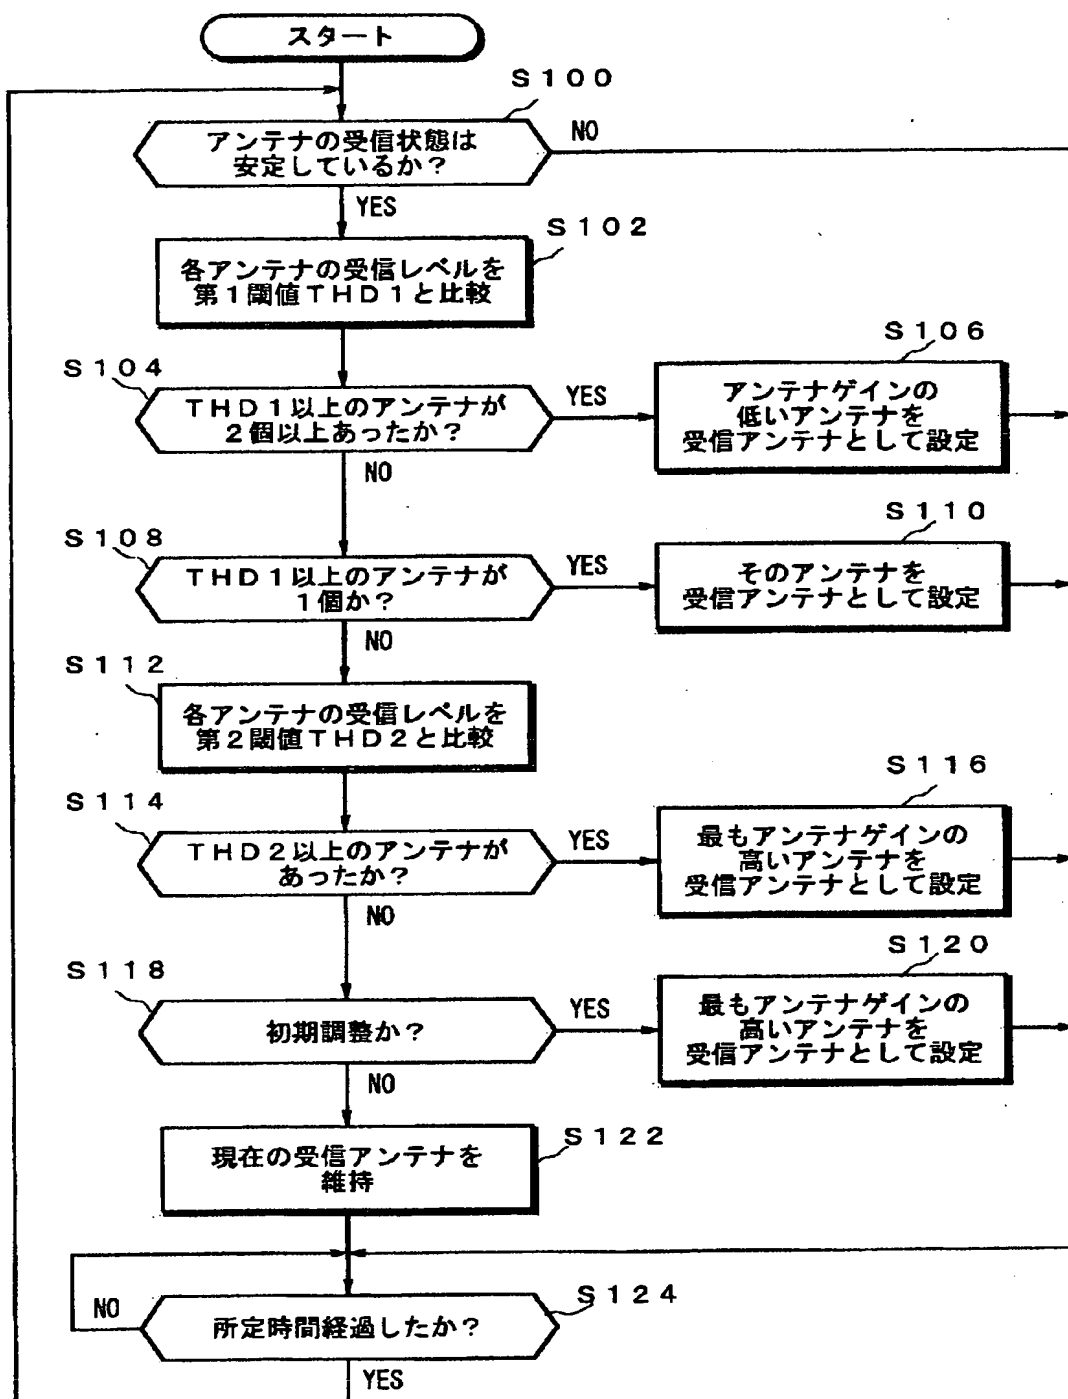 スタート
S100
アンテナの受信状態は
安定しているか?
NO
YES
S102
各アンテナの受信レベルを
第1閾値THD1と比較
S104
THD1以上のアンテナが
2個以上あったか?
YES
NO
S106
アンテナゲインの
低いアンテナを
受信アンテナとして設定
S108
THD1以上のアンテナが
1個か?
YES
NO
S110
そのアンテナを
受信アンテナとして設定
S112
各アンテナの受信レベルを
第2閾値THD2と比較
S114
THD2以上のアンテナが
あったか?
YES
NO
S116
最もアンテナゲインの
高いアンテナを
受信アンテナとして設定
S118
初期調整か?
YES
NO
S120
最もアンテナゲインの
高いアンテナを
受信アンテナとして設定
S122
現在の受信アンテナを
維持
S124
所定時間経過したか?
NO
YES